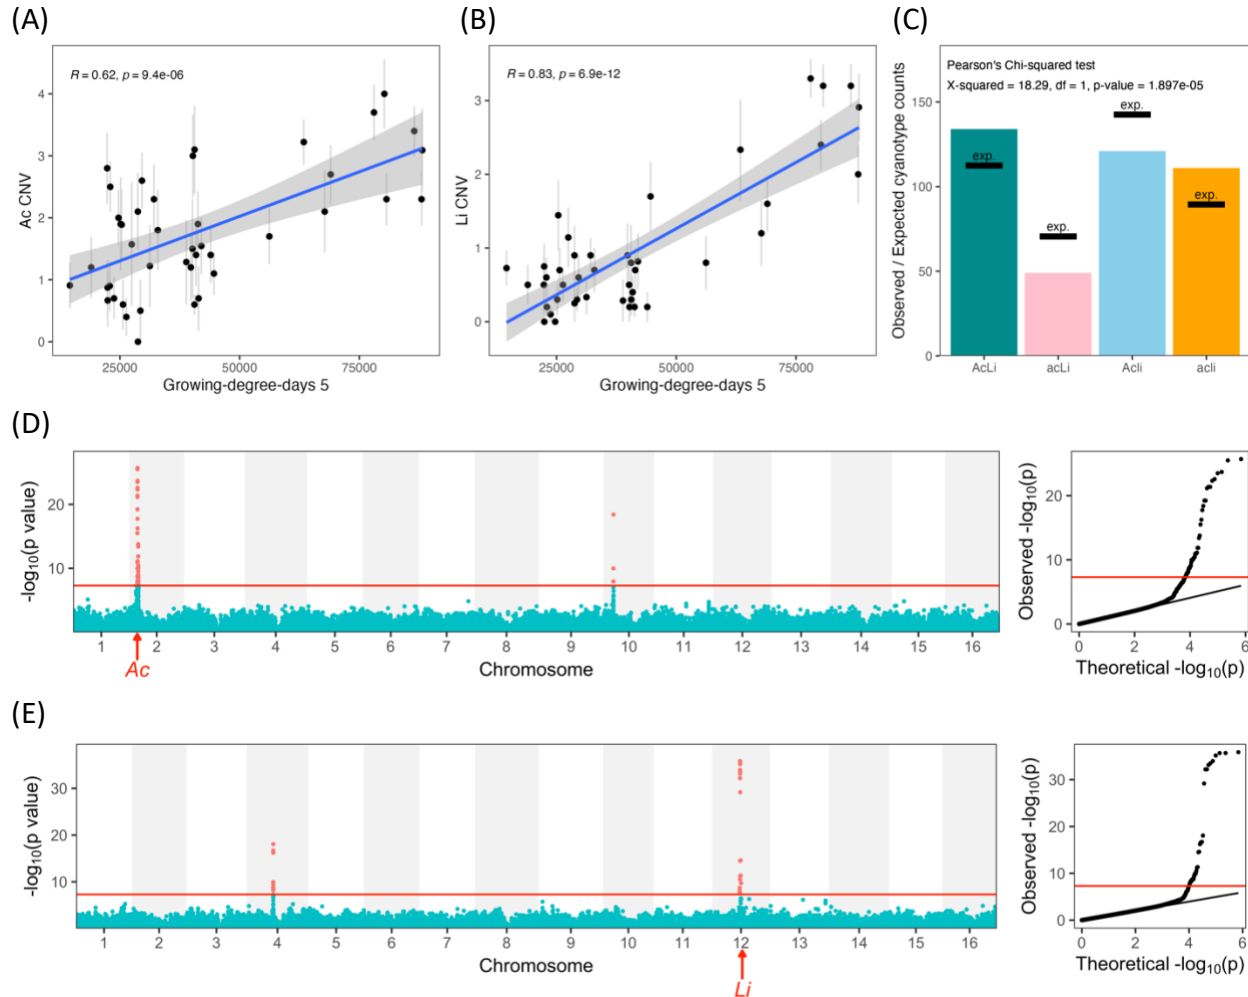 (A)
R = 0.62, p = 9.4e-06
Ac CNV
4
3
2
1
0
25000 50000 75000
Growing-degree-days 5
(B)
R = 0.83, p = 6.9e-12
Li CNV
3
2
1
0
25000 50000 75000
Growing-degree-days 5
(C)
Pearson's Chi-squared test
X-squared = 18.29, df = 1, p-value = 1.897e-05
Observed / Expected cyanotype counts
150
100
50
0
exp.
exp.
exp.
exp.
AcLi acLi Acli acli
(D)
-log10(p value)
20
10
1 2 3 4 5 6 7 8 9 10 11 12 13 14 15 16
Chromosome
Ac
Observed -log10(p)
20
10
0
0 2 4 6
Theoretical -log10(p)
(E)
-log10(p value)
30
20
10
1 2 3 4 5 6 7 8 9 10 11 12 13 14 15 16
Chromosome
Li
Observed -log10(p)
30
20
10
0
0 2 4 6
Theoretical -log10(p)